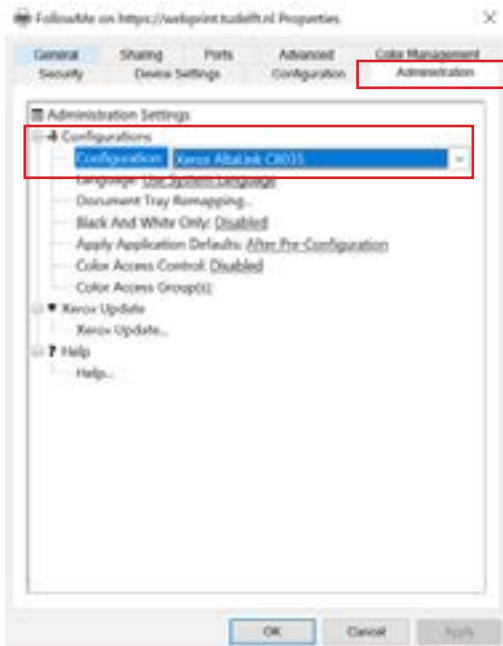 FollowMe on https://webprint.tudelft.nl Properties
General Sharing Ports Advanced Color Management
Security Device Settings Configuration Administration
Administration Settings
Configurations
Configuration: Xerox AltaLink C8035
Language: Use System Language
Document Tray Remapping...
Black And White Only: Disabled
Apply Application Defaults: After Pre-Configuration
Color Access Control: Disabled
Color Access Group(s):
Xerox Update
Xerox Update...
? Help
Help...
OK Cancel Apply